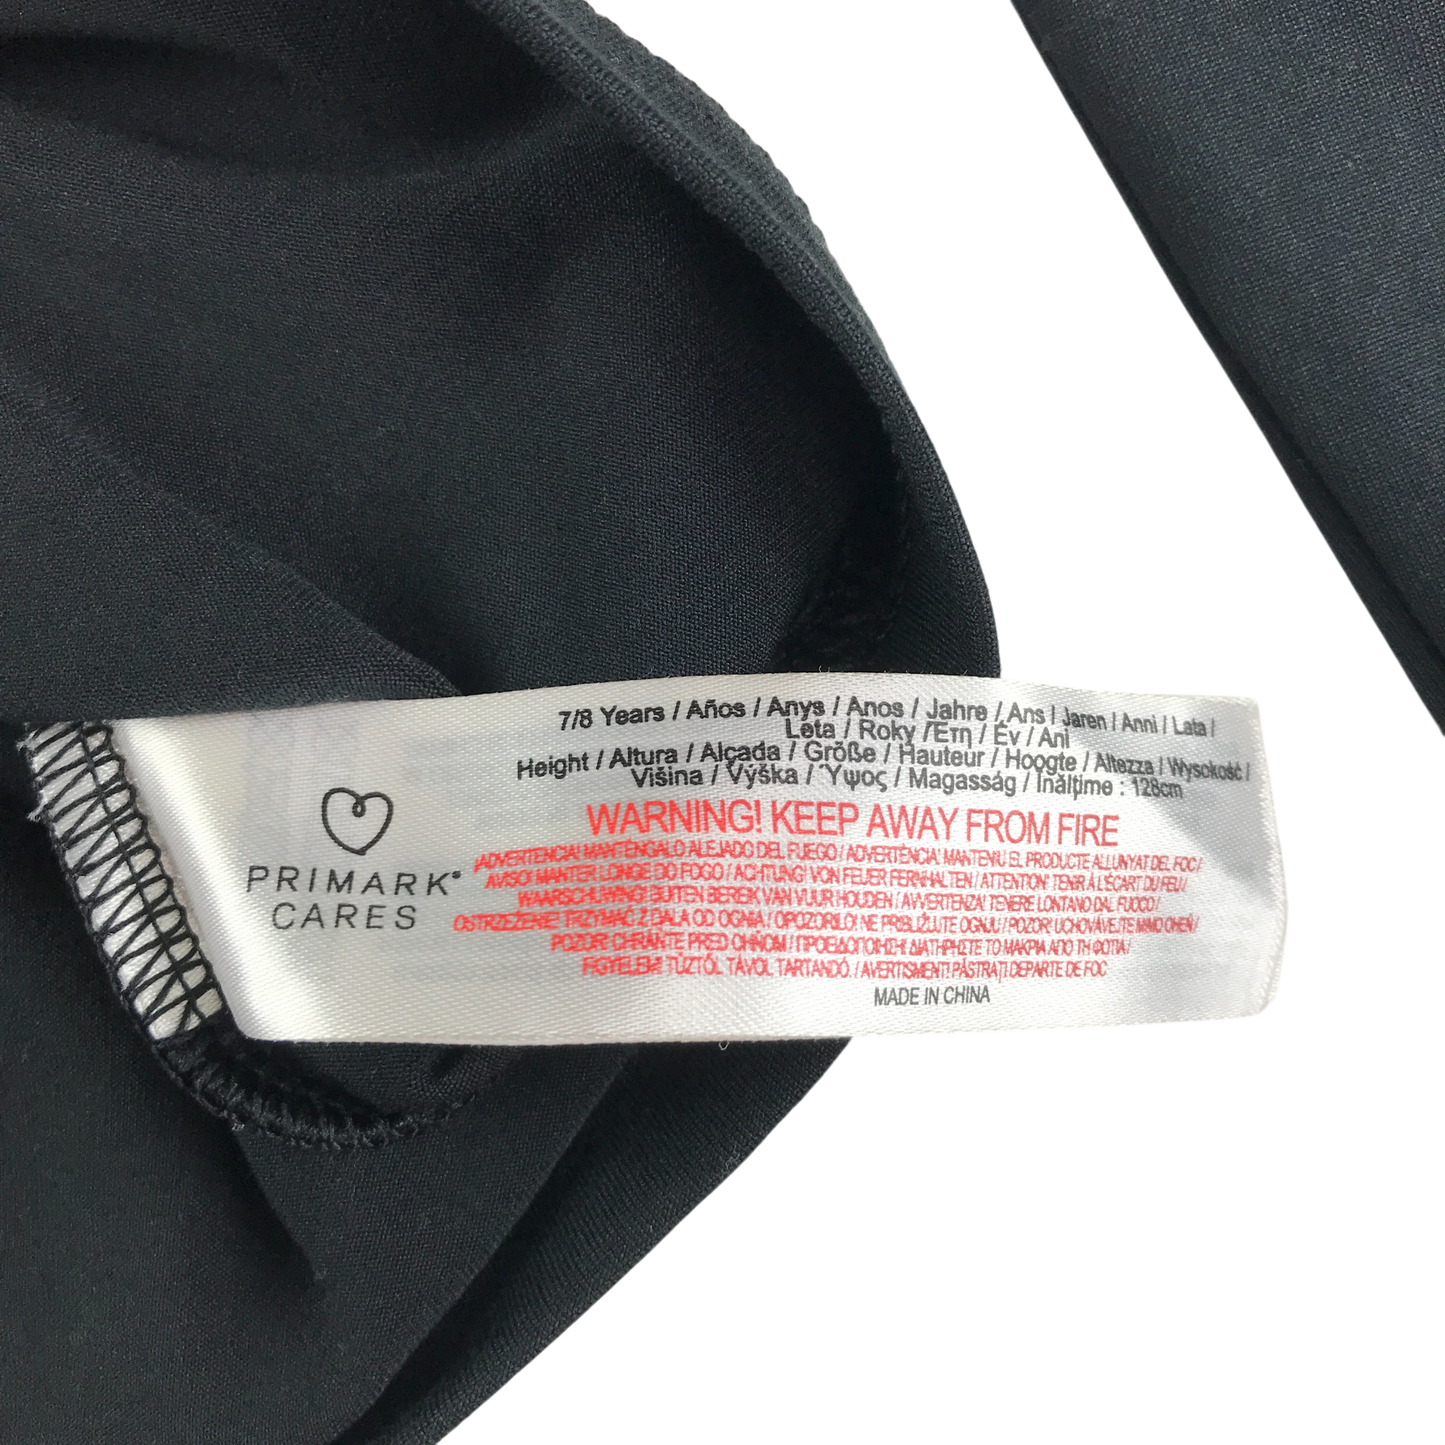 7/8 Years / Años / Anys / Anos / Jahre / Ans / Jaren / Anni / Lata /
Leta / Roky / Έτη / Év / Ani
Height / Altura / Alçada / Größe / Hauteur / Hoogte / Altezza / Wysokość /
Višina / Výška / Ύψος / Magasság / Inălțime : 128cm
PRIMARK®
CARES
WARNING! KEEP AWAY FROM FIRE
¡ADVERTENCIA! MANTÉNGALO ALEJADO DEL FUEGO / ADVERTÈNCIA! MANTENIU EL PRODUCTE ALLUNYAT DEL FOC /
AVISO! MANTER LONGE DO FOGO / ACHTUNG! VON FEUER FERNHALTEN / ATTENTION! TENIR À L'ÉCART DU FEU /
WAARSCHUWING! BUITEN BEREIK VAN VUUR HOUDEN / AVVERTENZA! TENERE LONTANO DAL FUOCO /
OSTRZEŻENIE! TRZYMAĆ Z DALA OD OGNIA / OPOZORILO! NE PRIBLIŽUJTE OGNJU / POZOR! UCHOVÁVEJTE MIMO OHEŇ /
POZOR! CHRÁŇTE PRED OHŇOM / ΠΡΟΕΙΔΟΠΟΙΗΣΗ! ΔΙΑΤΗΡΗΣΤΕ ΤΟ ΜΑΚΡΙΑ ΑΠΟ ΤΗ ΦΩΤΙΑ /
FIGYELEM! TŰZTŐL TÁVOL TARTANDÓ. / AVERTISMENT! PĂSTRAȚI DEPARTE DE FOC
MADE IN CHINA